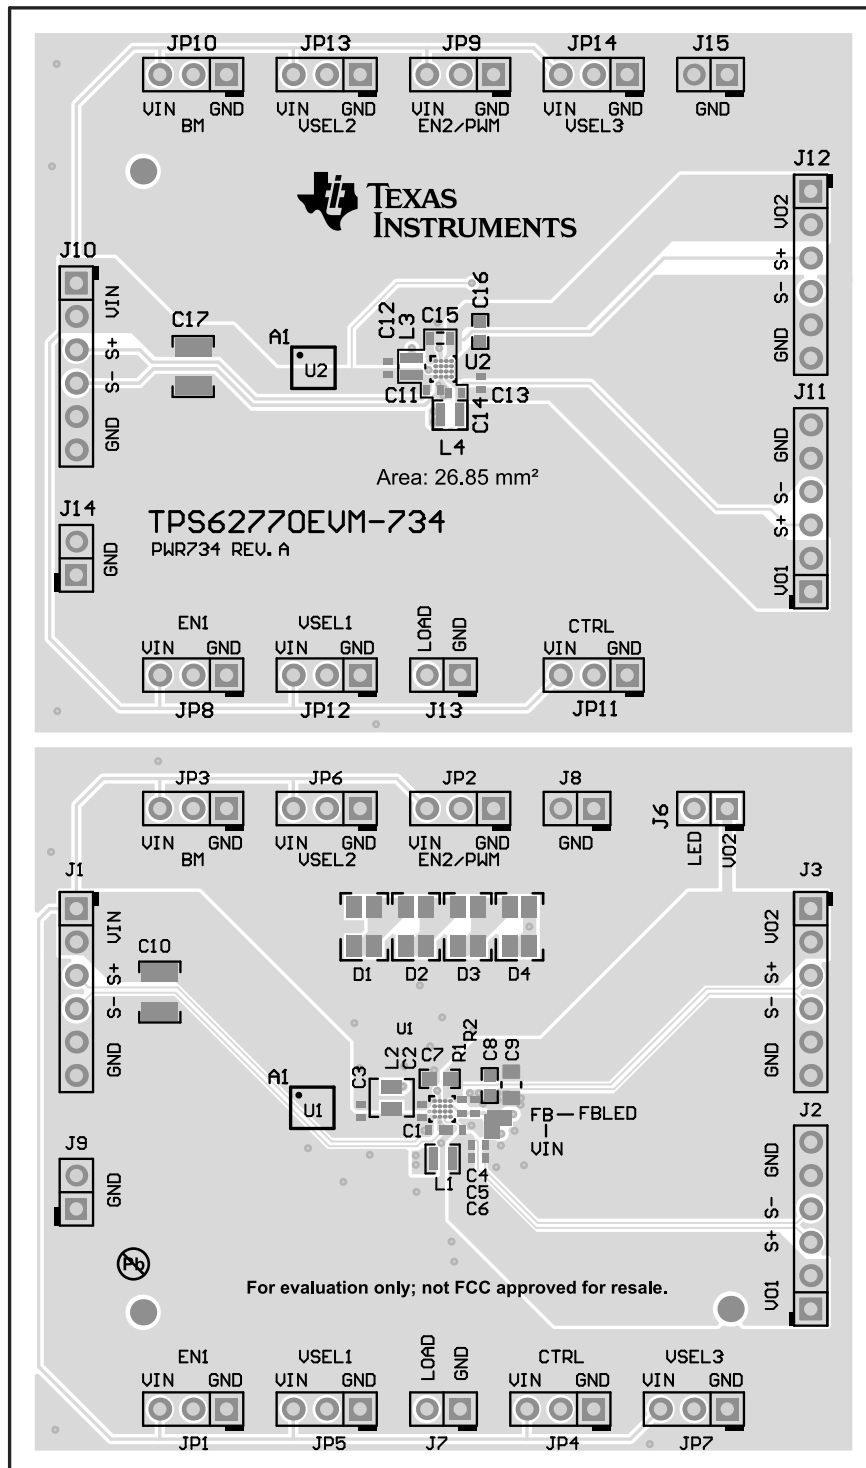 JP10 JP13 JP9 JP14 J15
VIN GND VIN GND VIN GND VIN GND GND
BM VSEL2 EN2/PWM VSEL3
J12
TEXAS
INSTRUMENTS
VO2
S+
S-
GND
J10
VIN
S+
S-
GND
C17
A1
U2
C12
L3
C15
C16
U2
C11
C13
C14
L4
Area: 26.85 mm²
J11
GND
S-
S+
VO1
J14
GND
TPS62770EVM-734
PWR734 REV. A
EN1 VSEL1 LOAD GND CTRL
VIN GND VIN GND VIN GND
JP8 JP12 J13 JP11
JP3 JP6 JP2 J8 J6
VIN GND VIN GND VIN GND GND LED VO2
BM VSEL2 EN2/PWM
J1
VIN
S+
S-
GND
J3
VO2
S+
S-
GND
C10
D1 D2 D3 D4
U1
A1
U1
C3
L2
C2
C7
R1
R2
C8
C9
C1
FB FBLED
VIN
L1
C4
C5
C6
J2
GND
S-
S+
VO1
J9
GND
Pb
For evaluation only; not FCC approved for resale.
EN1 VSEL1 LOAD GND CTRL VSEL3
VIN GND VIN GND VIN GND VIN GND
JP1 JP5 J7 JP4 JP7